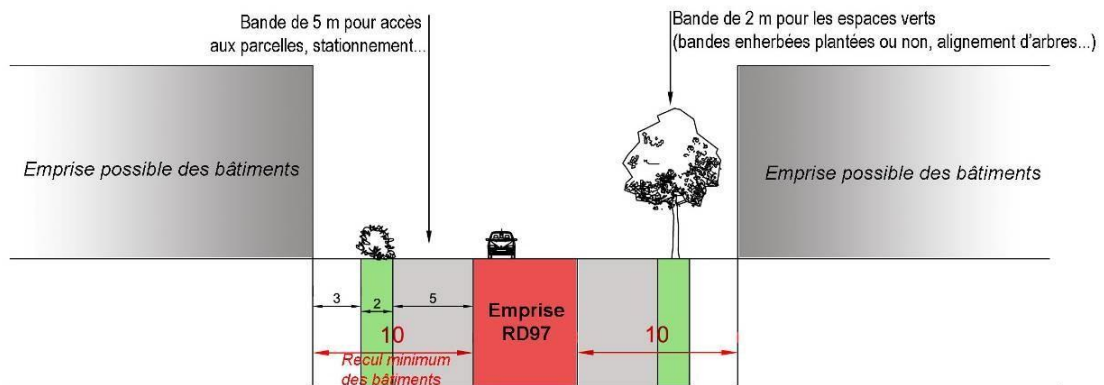 Bande de 5 m pour accès
aux parcelles, stationnement...
Bande de 2 m pour les espaces verts
(bandes enherbées plantées ou non, alignement d'arbres...)
Emprise possible des bâtiments
Emprise possible des bâtiments
3
2
5
Emprise
RD97
10
10
Recul minimum
des bâtiments